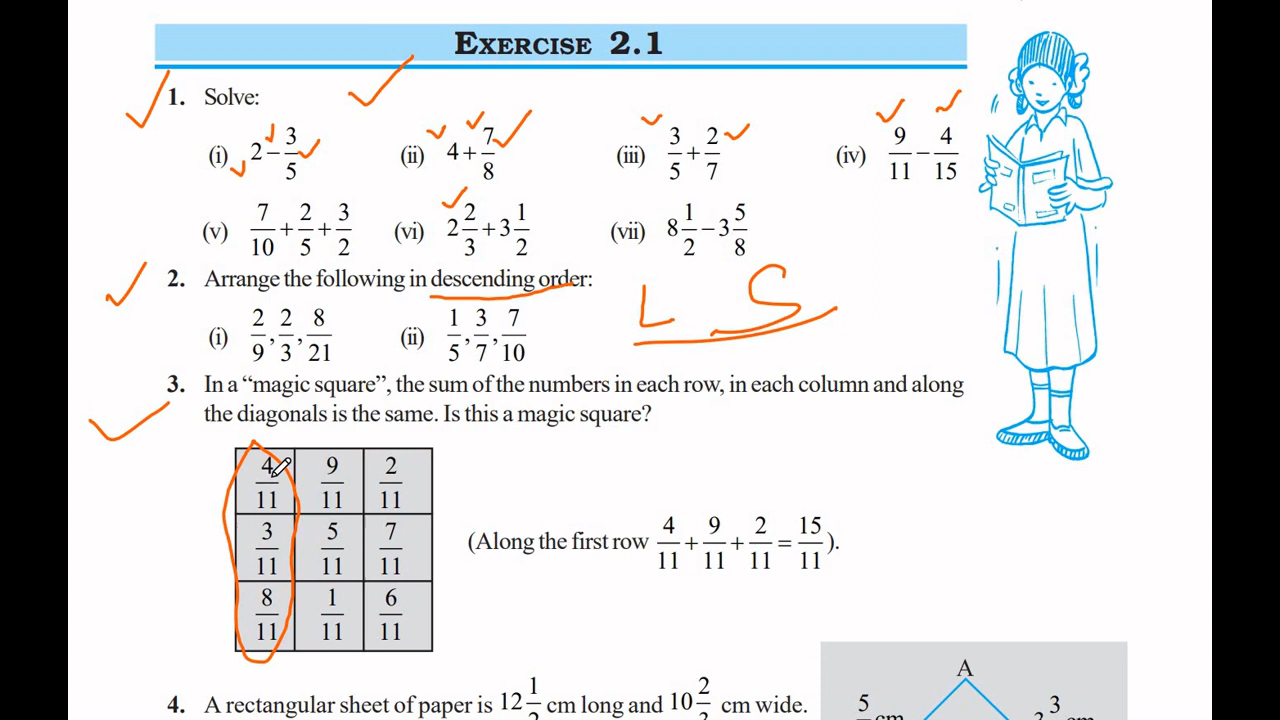 EXERCISE 2.1
1. Solve:
(i) 2 − 3/5 (ii) 4 + 7/8 (iii) 3/5 + 2/7 (iv) 9/11 − 4/15
(v) 7/10 + 2/5 + 3/2 (vi) 2 2/3 + 3 1/2 (vii) 8 1/2 − 3 5/8
2. Arrange the following in descending order:
L S
(i) 2/9, 2/3, 8/21 (ii) 1/5, 3/7, 7/10
3. In a “magic square”, the sum of the numbers in each row, in each column and along
the diagonals is the same. Is this a magic square?
4/11 9/11 2/11
3/11 5/11 7/11
(Along the first row 4/11 + 9/11 + 2/11 = 15/11).
8/11 1/11 6/11
A
4. A rectangular sheet of paper is 12 1/2 cm long and 10 2/3 cm wide.
5 cm 3 cm